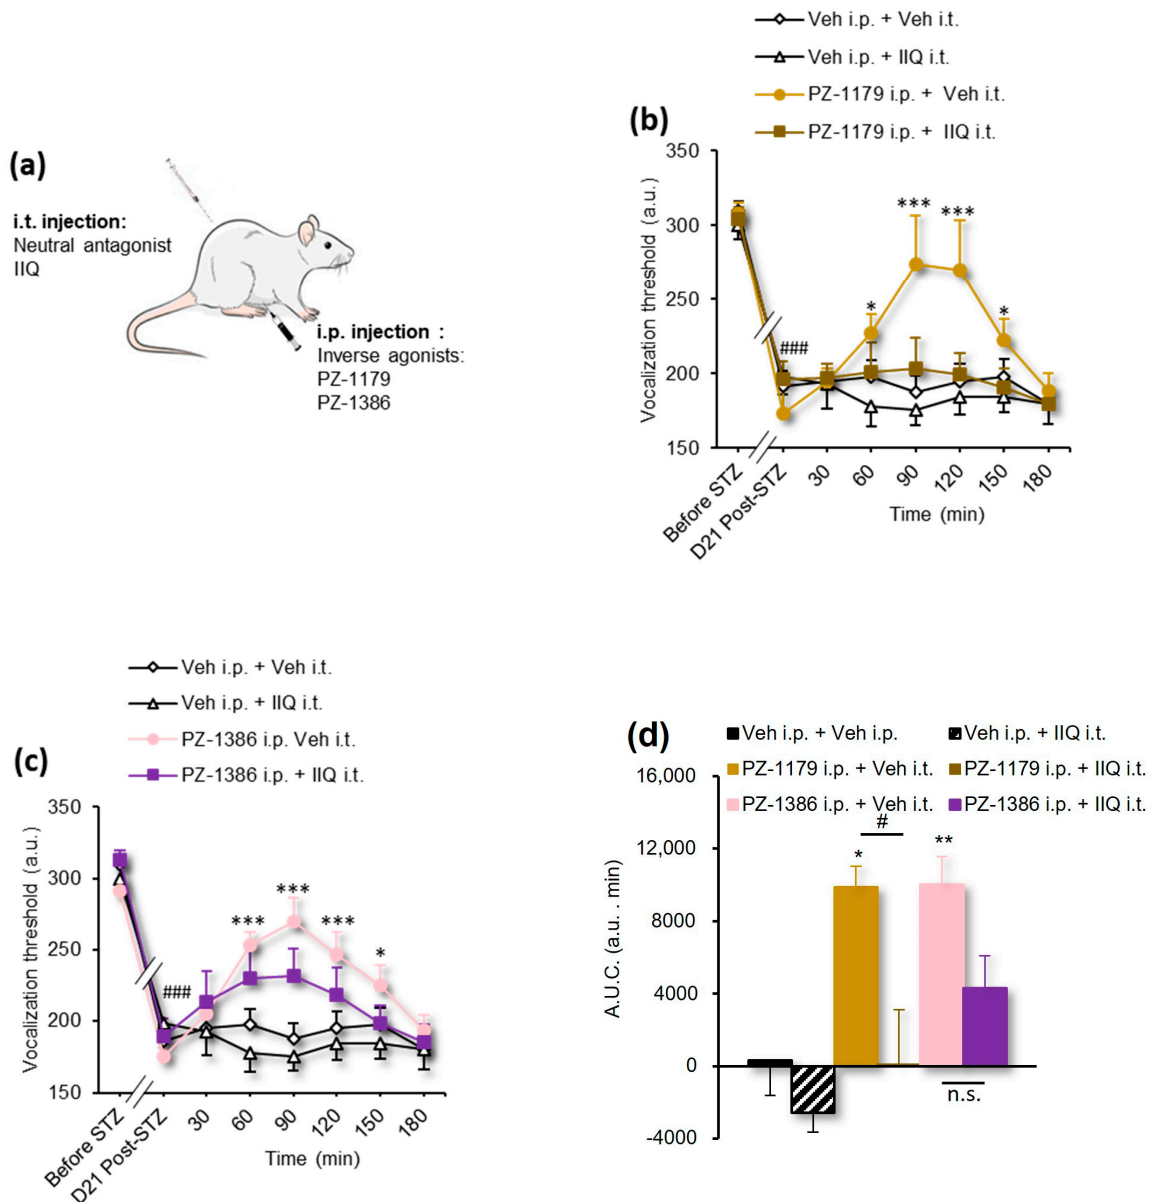 (a)
i.t. injection:
Neutral antagonist
IIQ
i.p. injection :
Inverse agonists:
PZ-1179
PZ-1386
Veh i.p. + Veh i.t.
Veh i.p. + IIQ i.t.
PZ-1179 i.p. + Veh i.t.
PZ-1179 i.p. + IIQ i.t.
(b)
Vocalization threshold (a.u.)
350
300
250
200
150
***
***
*
*
###
Before STZ
D21 Post-STZ
30
60
90
120
150
180
Time (min)
Veh i.p. + Veh i.t.
Veh i.p. + IIQ i.t.
PZ-1386 i.p. Veh i.t.
PZ-1386 i.p. + IIQ i.t.
(c)
Vocalization threshold (a.u.)
350
300
250
200
150
***
***
***
*
###
Before STZ
D21 Post-STZ
30
60
90
120
150
180
Time (min)
(d)
Veh i.p. + Veh i.p.
Veh i.p. + IIQ i.t.
PZ-1179 i.p. + Veh i.t.
PZ-1179 i.p. + IIQ i.t.
PZ-1386 i.p. + Veh i.t.
PZ-1386 i.p. + IIQ i.t.
A.U.C. (a.u. . min)
16,000
12,000
8000
4000
0
-4000
#
*
**
n.s.